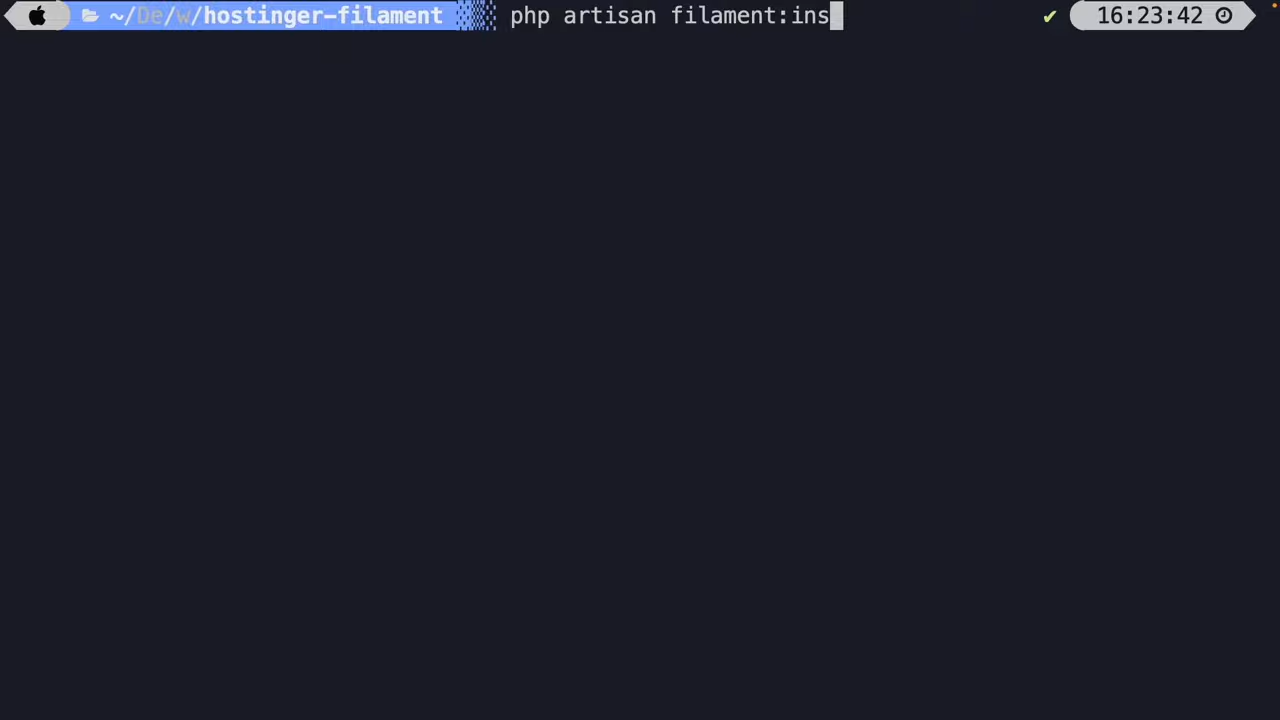 ~/De/w/hostinger-filament php artisan filament:ins ✔ 16:23:42